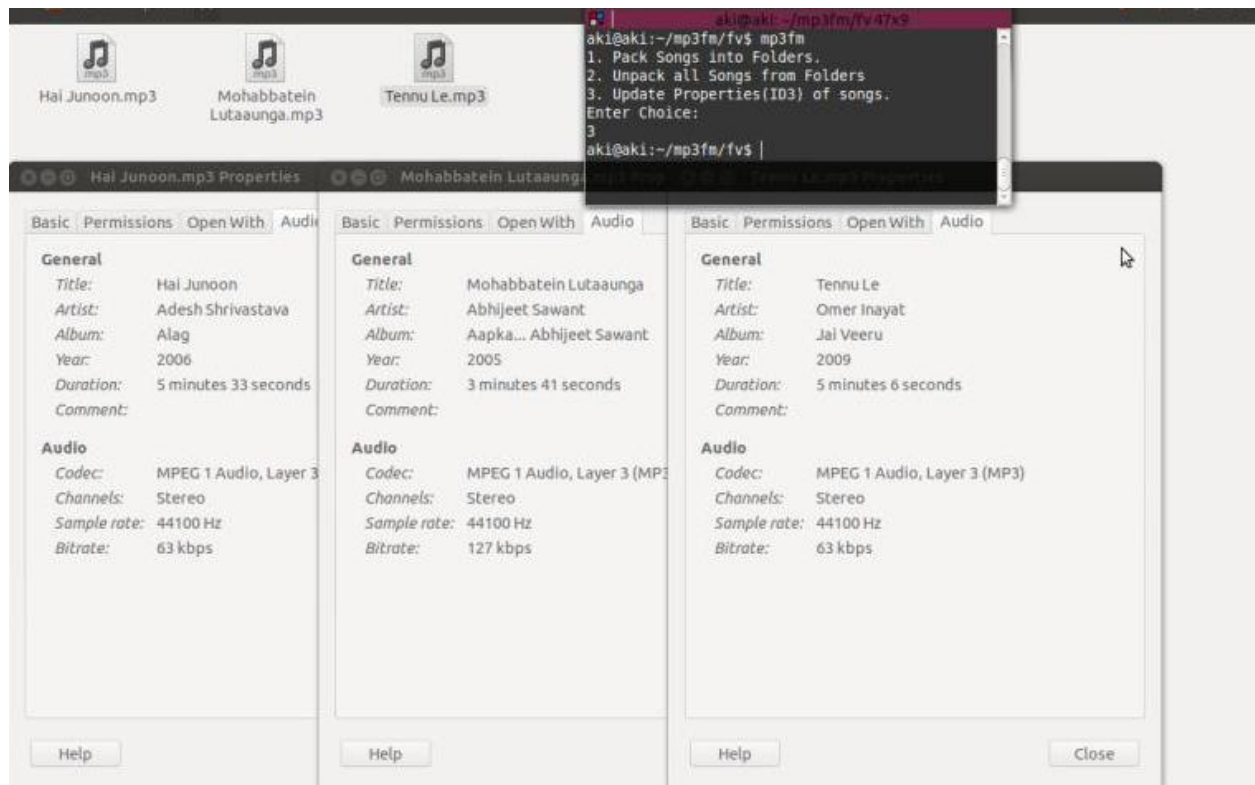 aki@aki: ~/mp3fm/fv 47x9
aki@aki:~/mp3fm/fv$ mp3fm
1. Pack Songs into Folders.
2. Unpack all Songs from Folders
3. Update Properties(ID3) of songs.
Enter Choice:
3
aki@aki:~/mp3fm/fv$
mp3
mp3
mp3
Hai Junoon.mp3
Mohabbatein
Lutaaunga.mp3
Tennu Le.mp3
Hai Junoon.mp3 Properties
Basic Permissions Open With Audio
General
Title: Hai Junoon
Artist: Adesh Shrivastava
Album: Alag
Year: 2006
Duration: 5 minutes 33 seconds
Comment:
Audio
Codec: MPEG 1 Audio, Layer 3
Channels: Stereo
Sample rate: 44100 Hz
Bitrate: 63 kbps
Help
Mohabbatein Lutaaunga.mp3 Prop
Basic Permissions Open With Audio
General
Title: Mohabbatein Lutaaunga
Artist: Abhijeet Sawant
Album: Aapka... Abhijeet Sawant
Year: 2005
Duration: 3 minutes 41 seconds
Comment:
Audio
Codec: MPEG 1 Audio, Layer 3 (MP3
Channels: Stereo
Sample rate: 44100 Hz
Bitrate: 127 kbps
Help
Tennu Le.mp3 Properties
Basic Permissions Open With Audio
General
Title: Tennu Le
Artist: Omer Inayat
Album: Jai Veeru
Year: 2009
Duration: 5 minutes 6 seconds
Comment:
Audio
Codec: MPEG 1 Audio, Layer 3 (MP3)
Channels: Stereo
Sample rate: 44100 Hz
Bitrate: 63 kbps
Help
Close